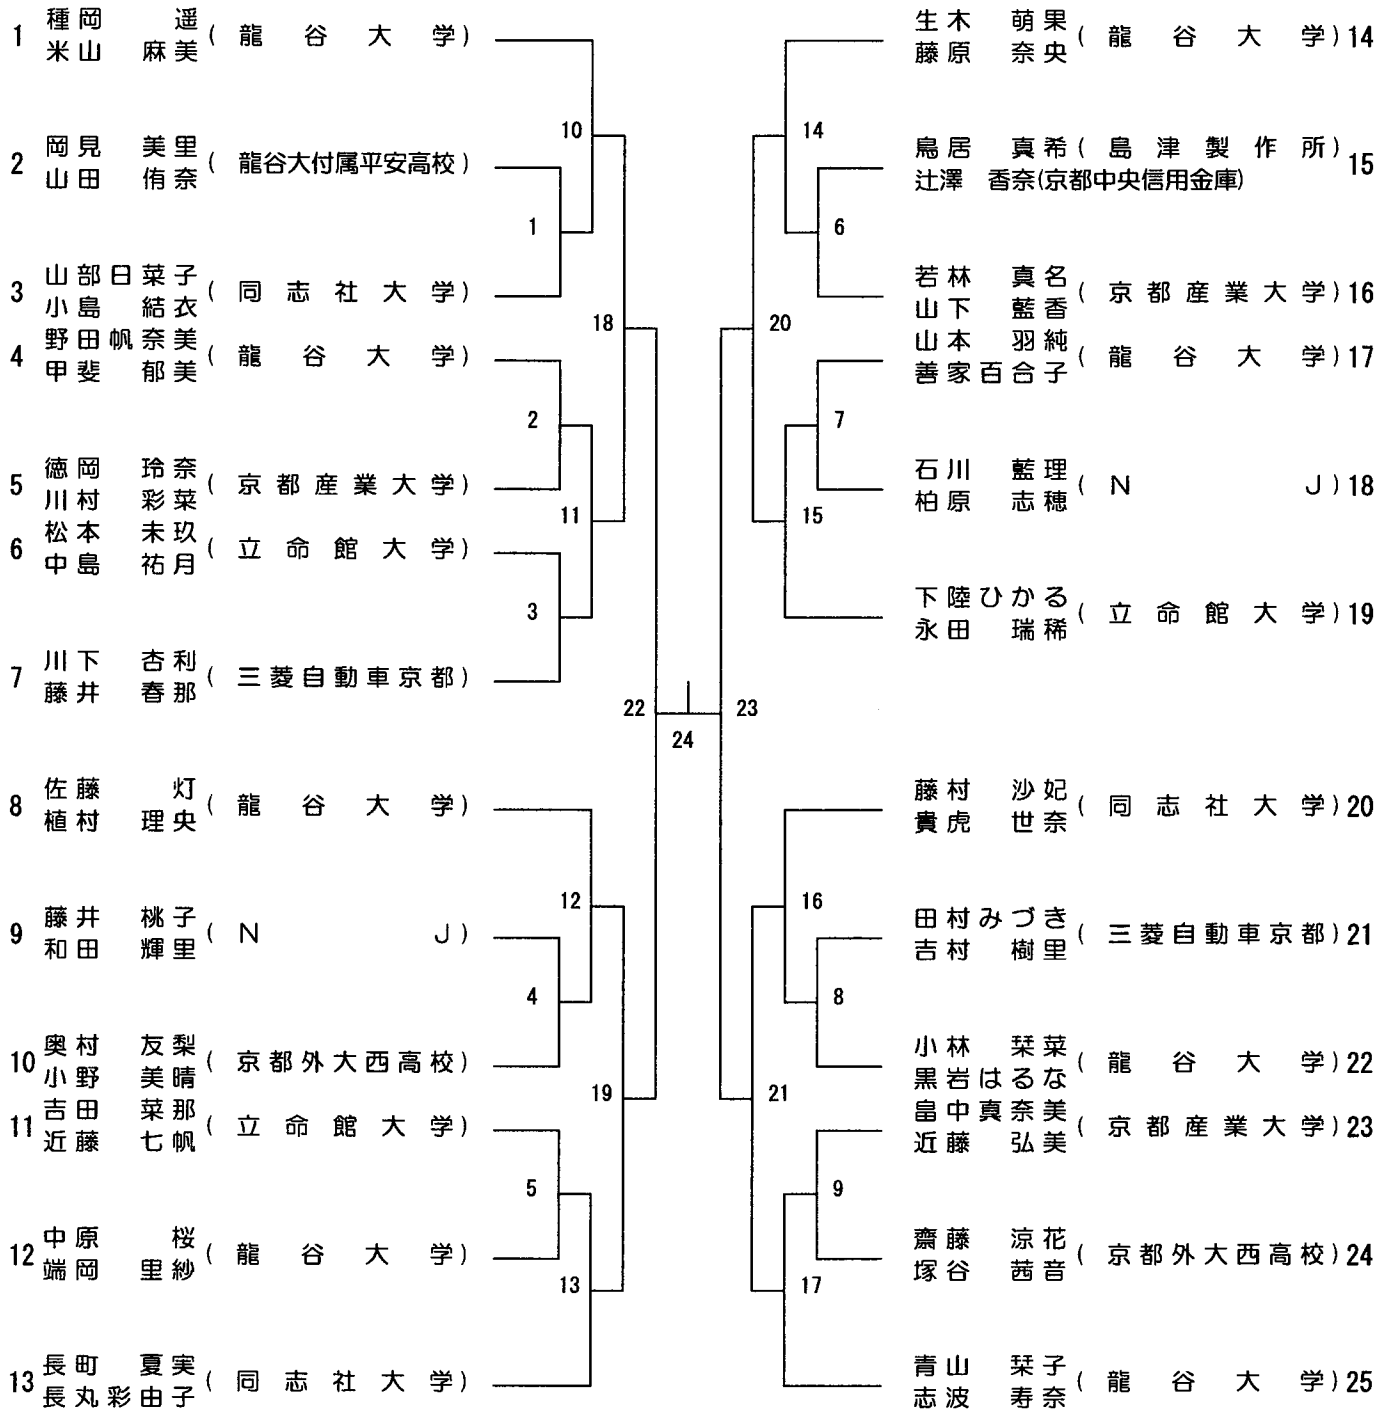 1 種岡 遥 (龍谷大学)
米山 麻美
2 岡見 美里 (龍谷大付属平安高校)
山田 侑奈
3 山部日菜子 (同志社大学)
小島 結衣
4 野田帆奈美 (龍谷大学)
甲斐 郁美
5 徳岡 玲奈 (京都産業大学)
川村 彩菜
6 松本 未玖 (立命館大学)
中島 祐月
7 川下 杏利 (三菱自動車京都)
藤井 春那
8 佐藤 灯 (龍谷大学)
植村 理央
9 藤井 桃子 (NJ)
和田 輝里
10 奥村 友梨 (京都外大西高校)
小野 美晴
11 吉田 菜那 (立命館大学)
近藤 七帆
12 中原 桜 (龍谷大学)
端岡 里紗
13 長町 夏実 (同志社大学)
長丸彩由子
10
1
18
2
11
3
22
24
23
12
4
19
5
13
14
6
20
7
15
16
8
21
9
17
生木 萌果 (龍谷大学) 14
藤原 奈央
鳥居 真希 (島津製作所) 15
辻澤 香奈(京都中央信用金庫)
若林 真名 (京都産業大学) 16
山下 藍香
山本 羽純 (龍谷大学) 17
善家百合子
石川 藍理 (NJ) 18
柏原 志穂
下陸ひかる (立命館大学) 19
永田 瑞稀
藤村 沙妃 (同志社大学) 20
貴虎 世奈
田村みづき (三菱自動車京都) 21
吉村 樹里
小林 栞菜 (龍谷大学) 22
黒岩はるな
畠中真奈美 (京都産業大学) 23
近藤 弘美
齋藤 涼花 (京都外大西高校) 24
塚谷 茜音
青山 栞子 (龍谷大学) 25
志波 寿奈